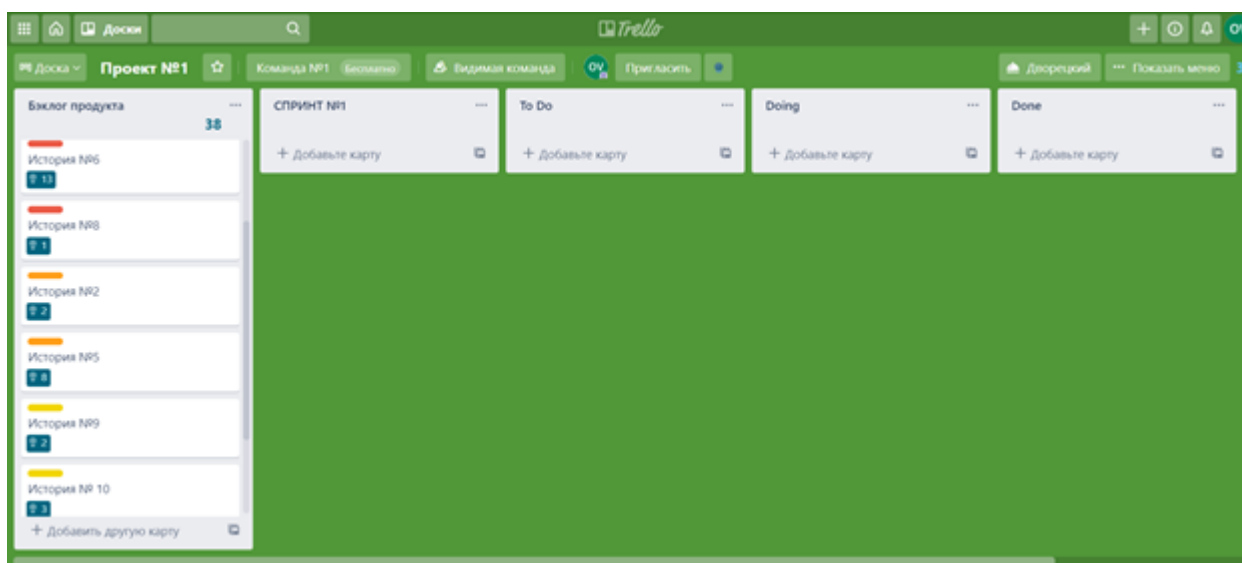 Доски
Trello
OV
Доска
Проект №1
Команда №1 Бесплатно
Видимая команда
OV
Пригласить
Дворецкий
Показать меню
Бэклог продукта
38
История №6
13
История №8
1
История №2
2
История №5
8
История №9
2
История № 10
3
+ Добавить другую карту
СПРИНТ №1
+ Добавьте карту
To Do
+ Добавьте карту
Doing
+ Добавьте карту
Done
+ Добавьте карту